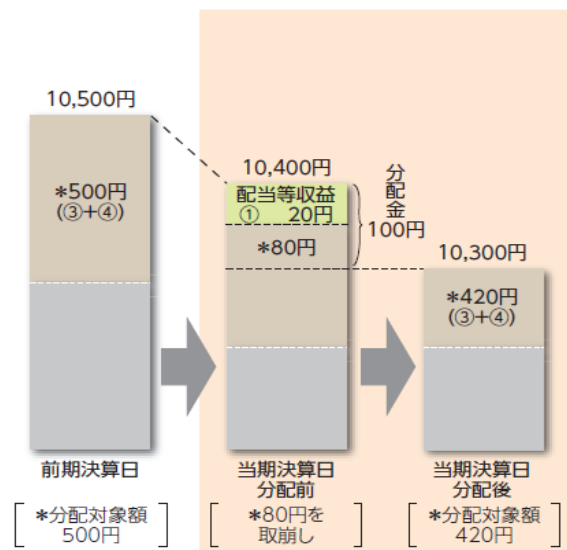 10,500円
*500円
(③+④)
10,400円
配当等収益
① 20円
*80円
分配金
100円
10,300円
*420円
(③+④)
前期決算日
当期決算日
分配前
当期決算日
分配後
*分配対象額
500円
*80円を
取崩し
*分配対象額
420円